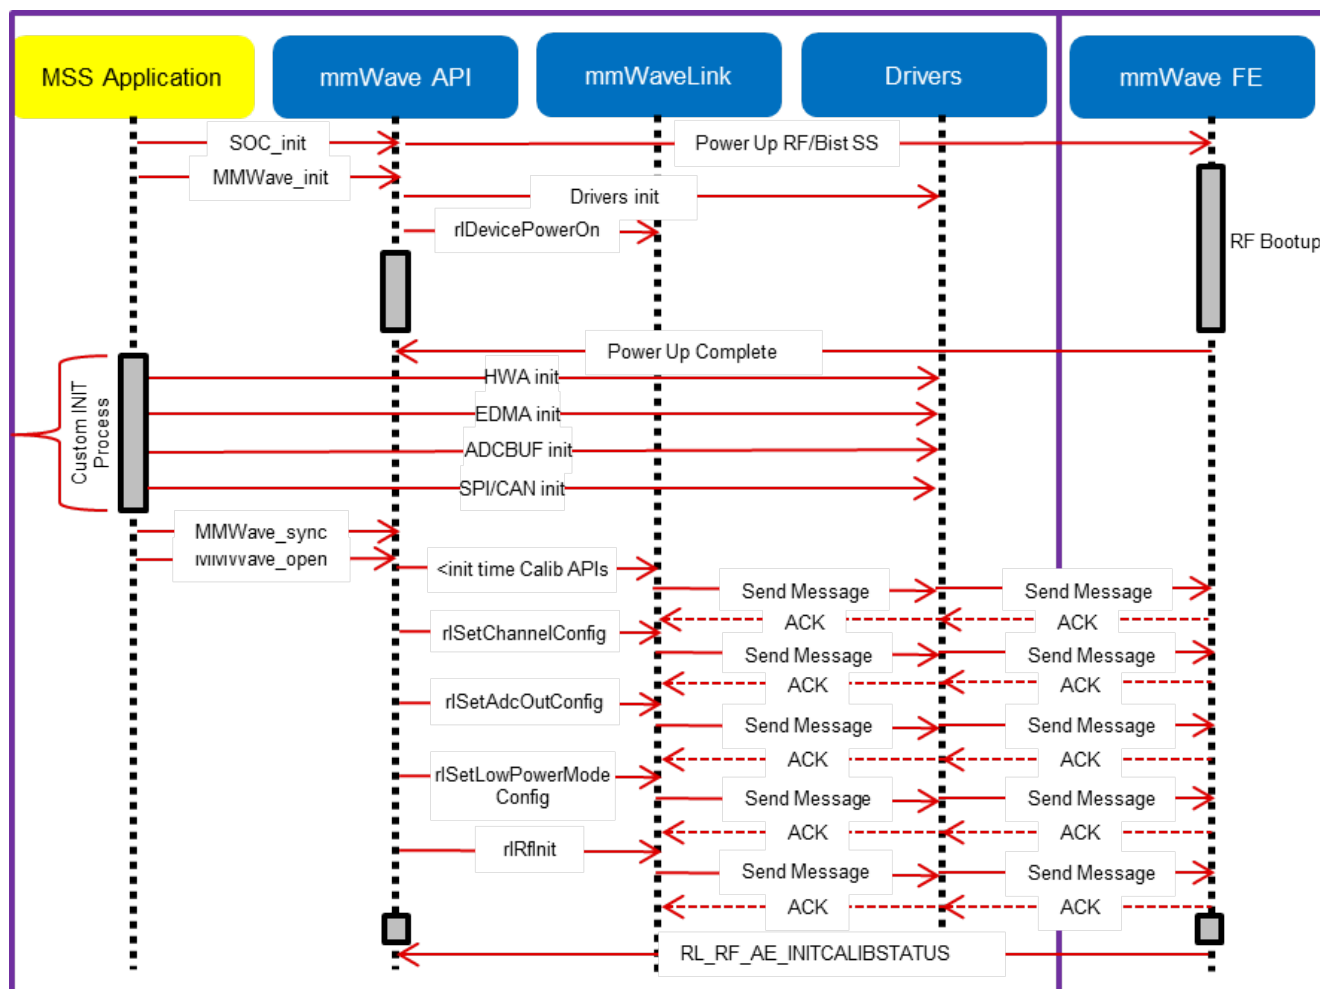 MSS Application
mmWave API
mmWaveLink
Drivers
mmWave FE
SOC_init
Power Up RF/Bist SS
MMWave_init
Drivers init
rlDevicePowerOn
RF Bootup
Power Up Complete
HWA init
EDMA init
ADCBUF init
SPI/CAN init
Custom INIT
Process
MMWave_sync
MMWave_open
<init time Calib APIs
Send Message
Send Message
ACK
ACK
rlSetChannelConfig
Send Message
Send Message
ACK
ACK
rlSetAdcOutConfig
Send Message
Send Message
ACK
ACK
rlSetLowPowerMode
Config
Send Message
Send Message
ACK
ACK
rlRfInit
Send Message
Send Message
ACK
ACK
RL_RF_AE_INITCALIBSTATUS